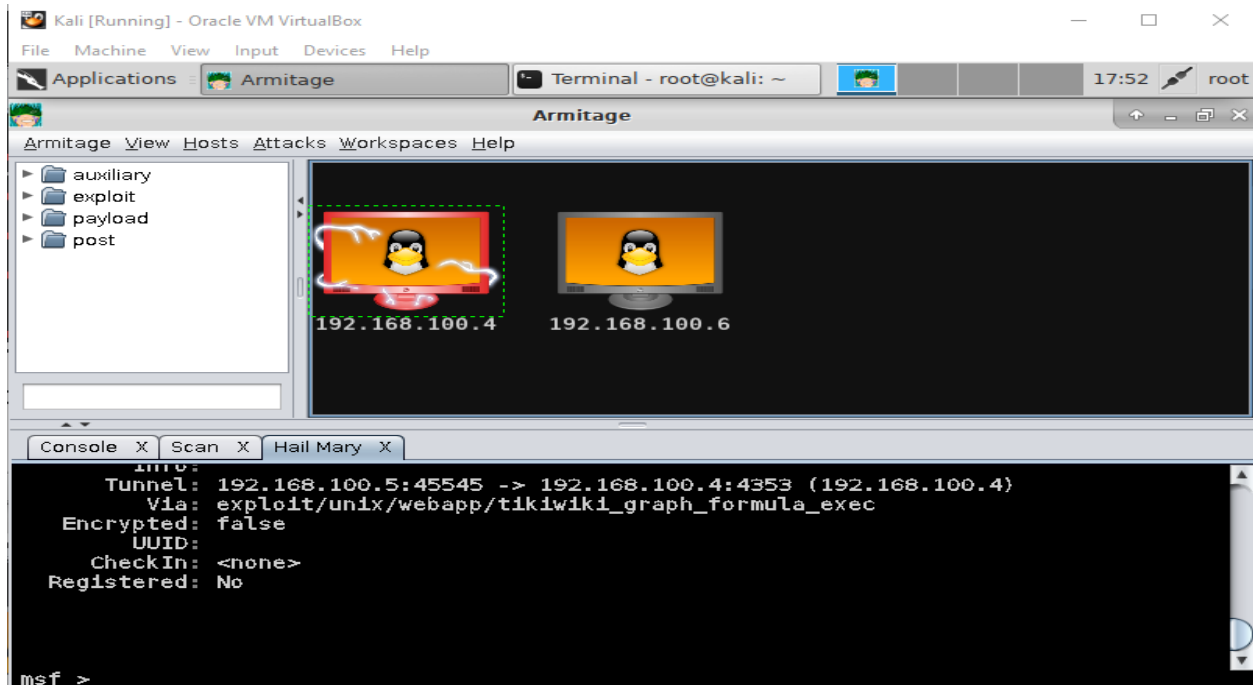 Kali [Running] - Oracle VM VirtualBox
File Machine View Input Devices Help
Applications Armitage Terminal - root@kali: ~ 17:52 root
Armitage
Armitage View Hosts Attacks Workspaces Help
auxiliary
exploit
payload
post
192.168.100.4 192.168.100.6
Console X Scan X Hail Mary X
Info:
Tunnel: 192.168.100.5:45545 -> 192.168.100.4:4353 (192.168.100.4)
Via: exploit/unix/webapp/tikiwiki_graph_formula_exec
Encrypted: false
UUID:
CheckIn: <none>
Registered: No
msf >